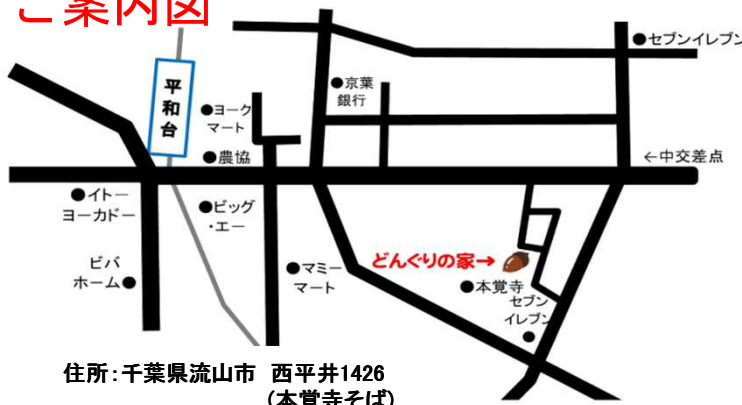 ご案内図
●セブンイレブン
平和台
●京葉
銀行
●ヨーク
マート
●農協
←中交差点
●イトー
ヨーカドー
●ビッグ
・エー
ビバ
ホーム●
●マミー
マート
どんぐりの家→
●本覚寺
セブン
イレブン
●
住所:千葉県流山市 西平井1426
(本覚寺そば)